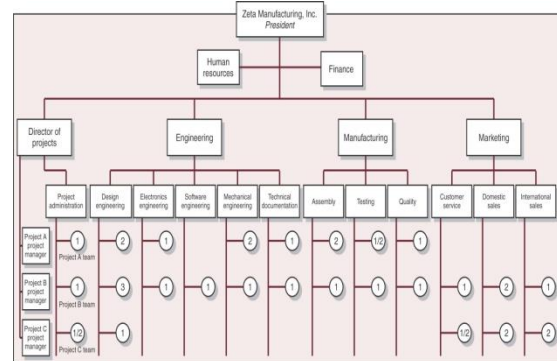 Zeta Manufacturing, Inc.
President
Human
resources
Finance
Director of
projects
Engineering
Manufacturing
Marketing
Project
administration
Design
engineering
Electronics
engineering
Software
engineering
Mechanical
engineering
Technical
documentation
Assembly
Testing
Quality
Customer
service
Domestic
sales
International
sales
Project A
project
manager
1
2
1
2
1
2
1/2
1
Project A team
Project B
project
manager
1
3
1
1
1
1
1
1
1
1
2
1
Project B team
Project C
project
manager
1/2
1
1/2
2
2
Project C team